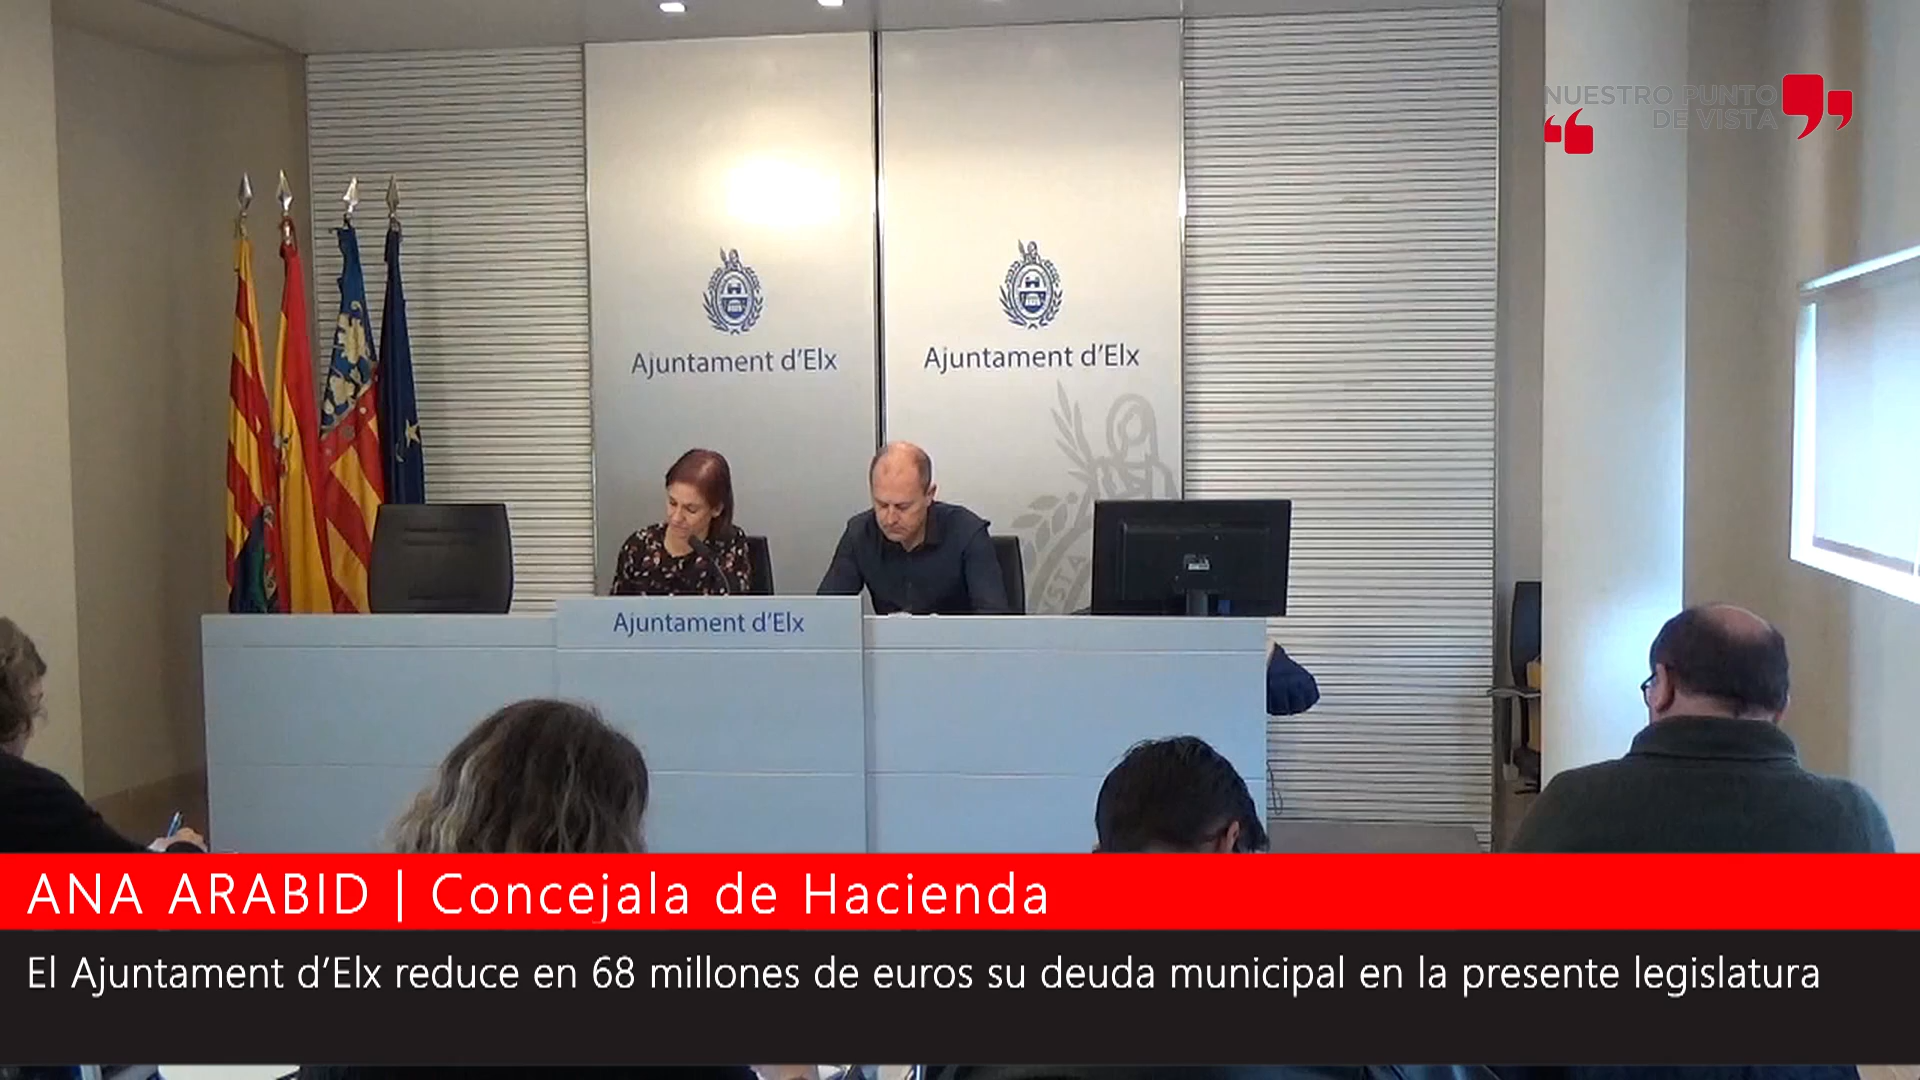 NUESTRO PUNTO
DE VISTA
Ajuntament d'Elx
Ajuntament d'Elx
Ajuntament d'Elx
ANA ARABID | Concejala de Hacienda
El Ajuntament d'Elx reduce en 68 millones de euros su deuda municipal en la presente legislatura